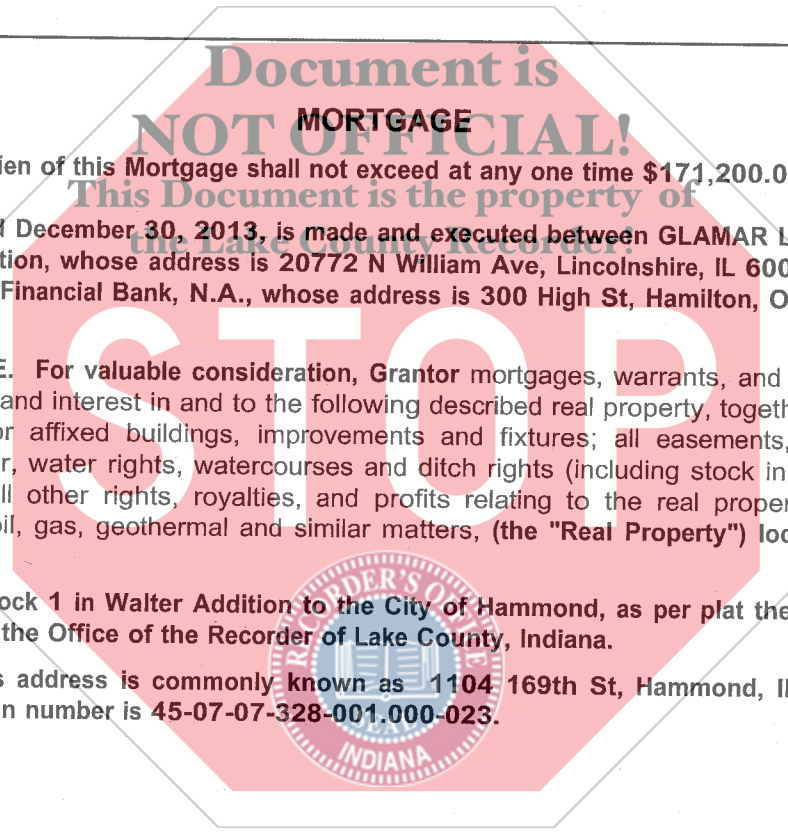 Document is
MORTGAGE
NOT OFFICIAL!
ien of this Mortgage shall not exceed at any one time $171,200.0
This Document is the property of
December 30, 2013, is made and executed between GLAMAR L
the Lake County Recorder!
tion, whose address is 20772 N William Ave, Lincolnshire, IL 600
Financial Bank, N.A., whose address is 300 High St, Hamilton, O
STOP
E. For valuable consideration, Grantor mortgages, warrants, and
and interest in and to the following described real property, togeth
or affixed buildings, improvements and fixtures; all easements,
r, water rights, watercourses and ditch rights (including stock in
ll other rights, royalties, and profits relating to the real proper
oil, gas, geothermal and similar matters, (the "Real Property") loc
RECORDER'S OFFICE
ock 1 in Walter Addition to the City of Hammond, as per plat the
the Office of the Recorder of Lake County, Indiana.
s address is commonly known as 1104 169th St, Hammond, I
n number is 45-07-07-328-001.000-023.
SEAL
INDIANA